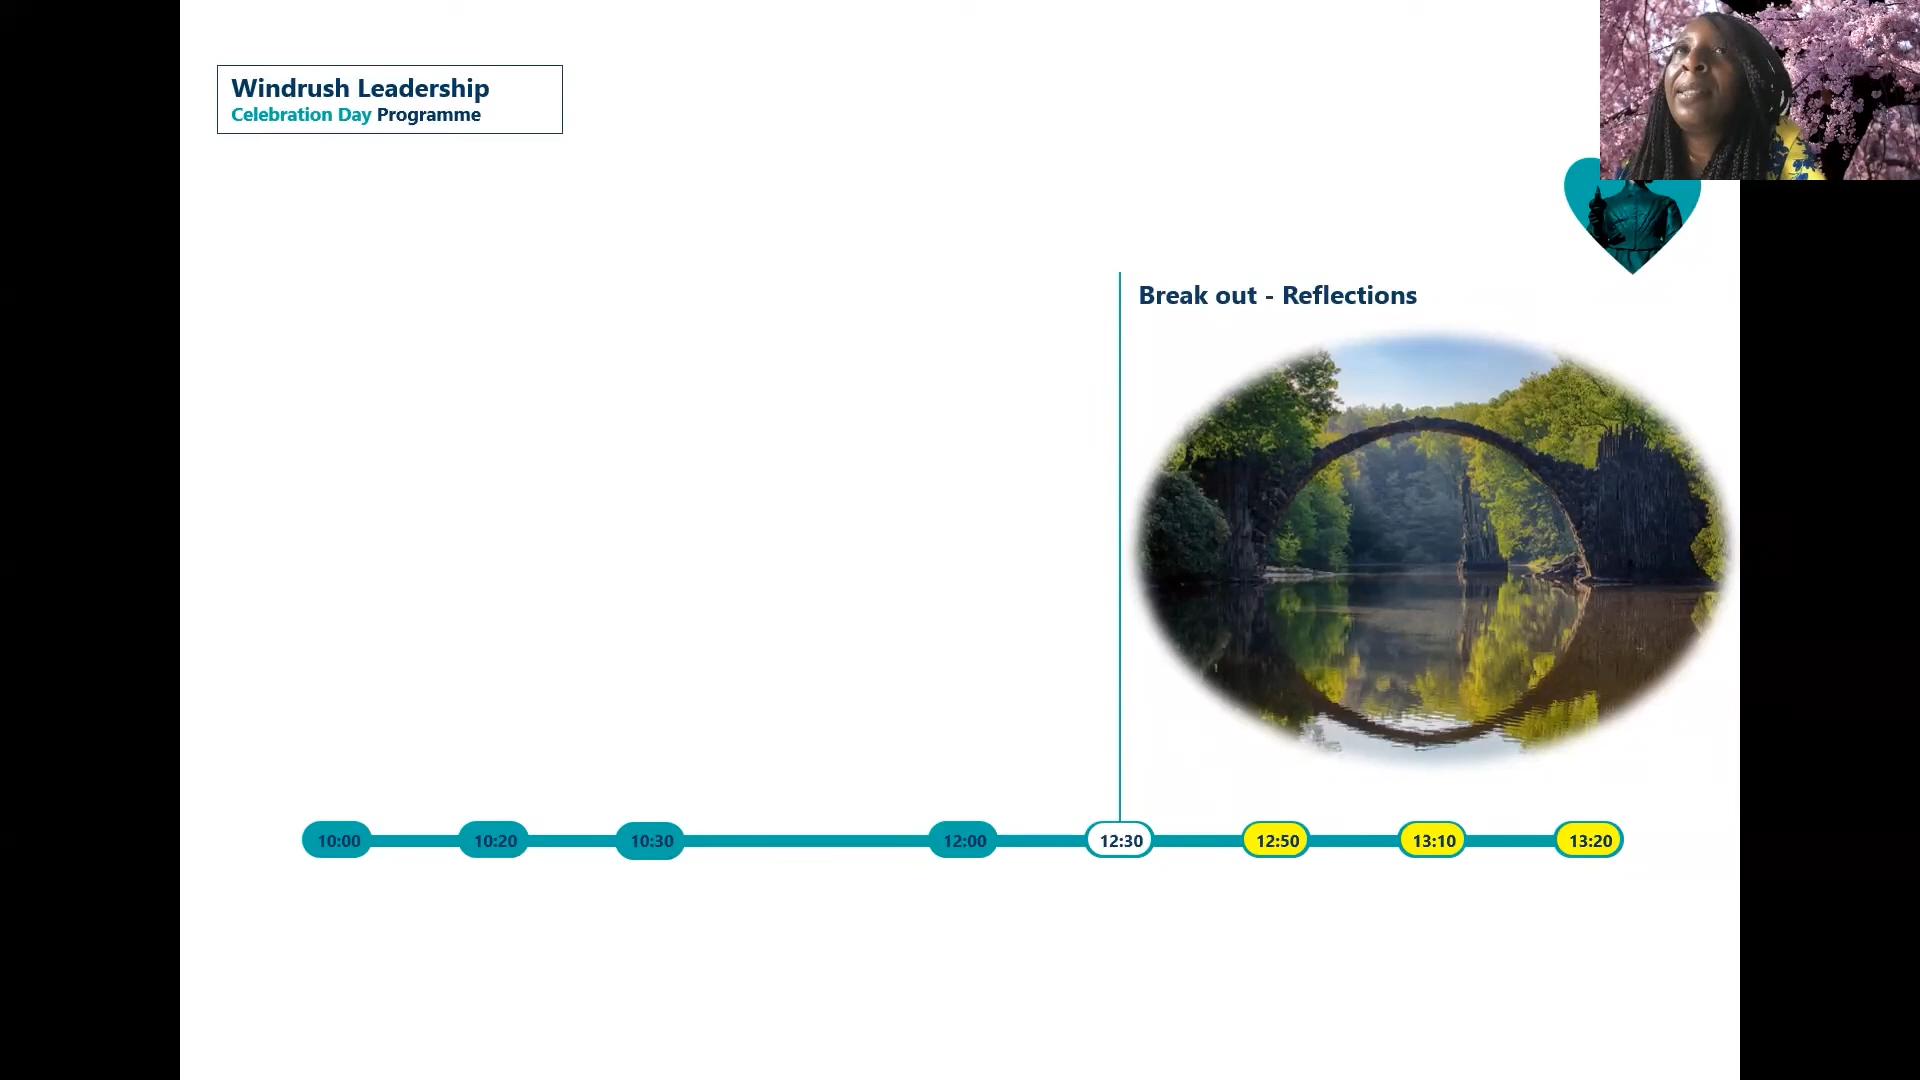 Windrush Leadership
Celebration Day Programme
Break out - Reflections
10:00 10:20 10:30 12:00 12:30 12:50 13:10 13:20